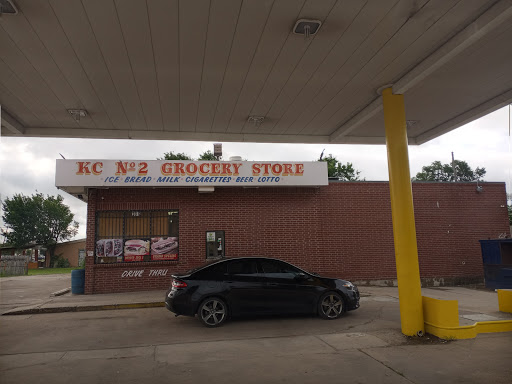 KC Nº2 GROCERY STORE
ICE · BREAD · MILK · CIGARETTES · BEER · LOTTO
DRIVE THRU